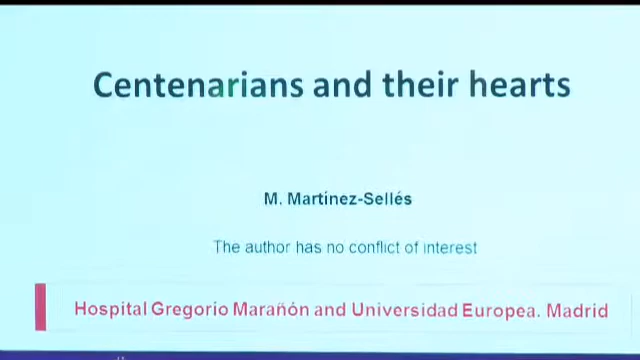 Centenarians and their hearts
M. Martínez-Sellés
The author has no conflict of interest
Hospital Gregorio Marañón and Universidad Europea. Madrid